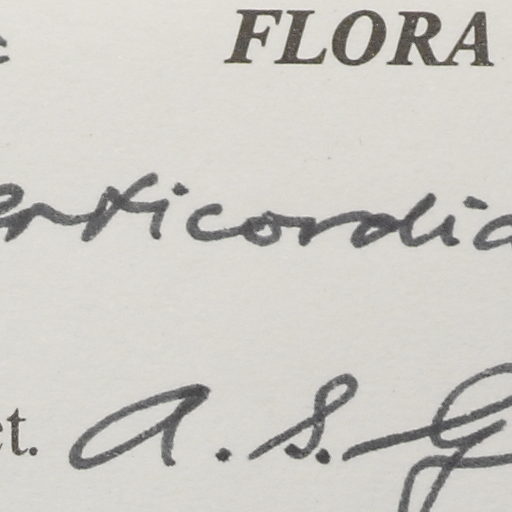 FLORA
erticordia
et. A. S. G